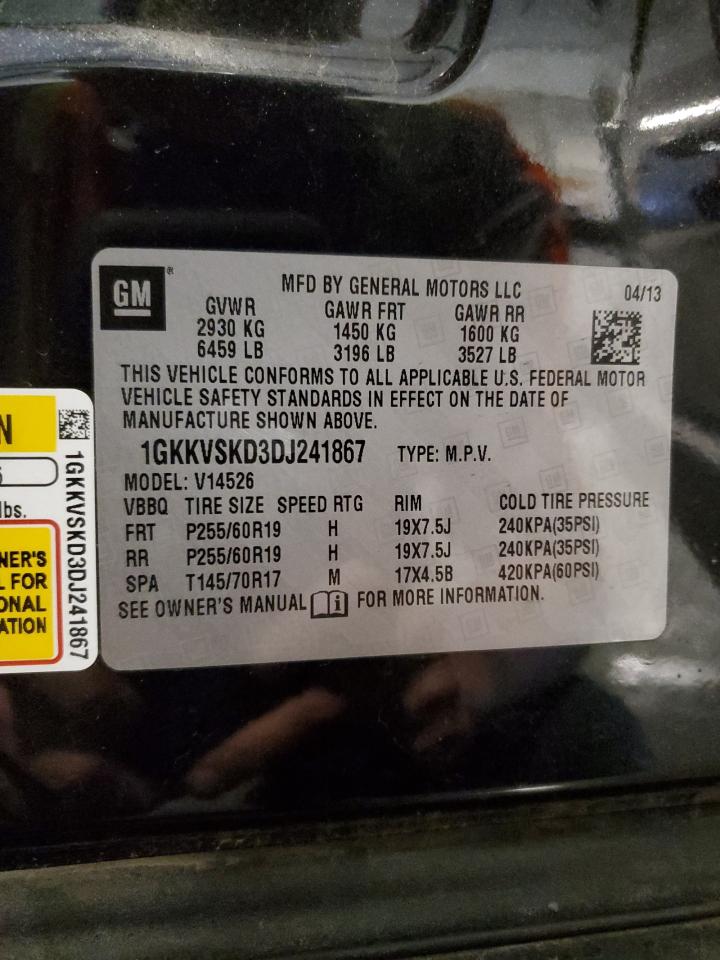 GM
®
MFD BY GENERAL MOTORS LLC
04/13
GVWR GAWR FRT GAWR RR
2930 KG 1450 KG 1600 KG
6459 LB 3196 LB 3527 LB
THIS VEHICLE CONFORMS TO ALL APPLICABLE U.S. FEDERAL MOTOR
VEHICLE SAFETY STANDARDS IN EFFECT ON THE DATE OF
MANUFACTURE SHOWN ABOVE.
1GKKVSKD3DJ241867 TYPE: M.P.V.
MODEL: V14526
VBBQ TIRE SIZE SPEED RTG RIM COLD TIRE PRESSURE
FRT P255/60R19 H 19X7.5J 240KPA(35PSI)
RR P255/60R19 H 19X7.5J 240KPA(35PSI)
SPA T145/70R17 M 17X4.5B 420KPA(60PSI)
SEE OWNER'S MANUAL i FOR MORE INFORMATION.
N
lbs.
NER'S
L FOR
ONAL
ATION
1GKKVSKD3DJ241867